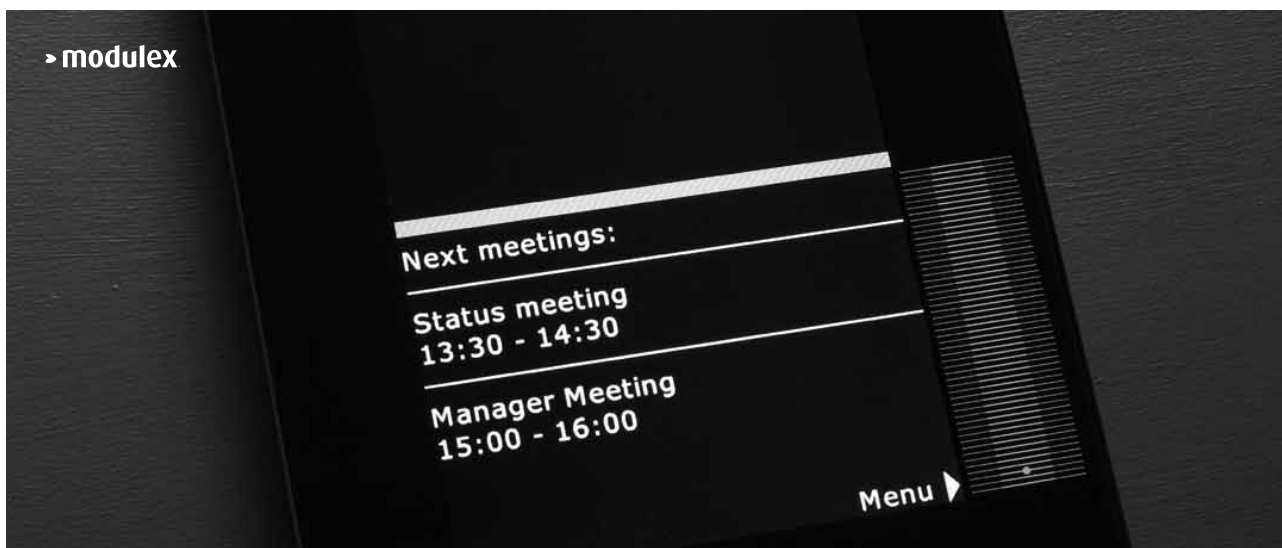 modulex
Next meetings:
Status meeting
13:30 - 14:30
Manager Meeting
15:00 - 16:00
Menu